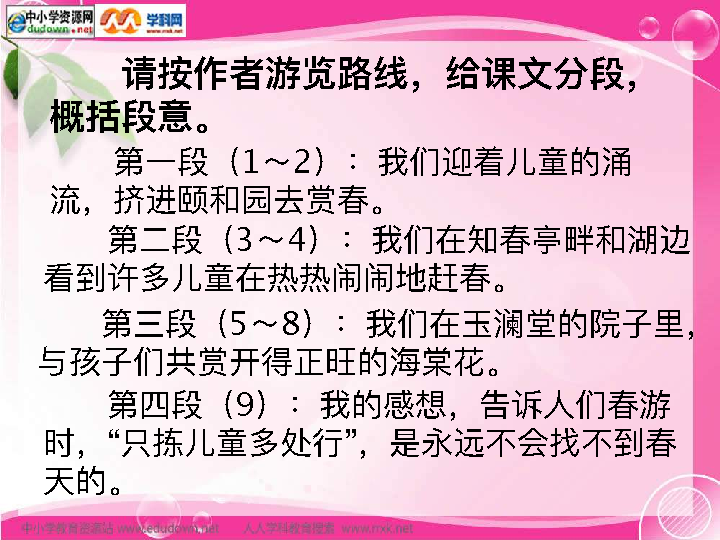 中小学资源网
edudown.net
学科网
www.nxk.net
请按作者游览路线，给课文分段，
概括段意。
第一段（1～2）：我们迎着儿童的涌
流，挤进颐和园去赏春。
第二段（3～4）：我们在知春亭畔和湖边
看到许多儿童在热热闹闹地赶春。
第三段（5～8）：我们在玉澜堂的院子里，
与孩子们共赏开得正旺的海棠花。
第四段（9）：我的感想，告诉人们春游
时，“只拣儿童多处行”，是永远不会找不到春
天的。
中小学教育资源站 www.edudown.net 人人学科教育搜索 www.nxk.net